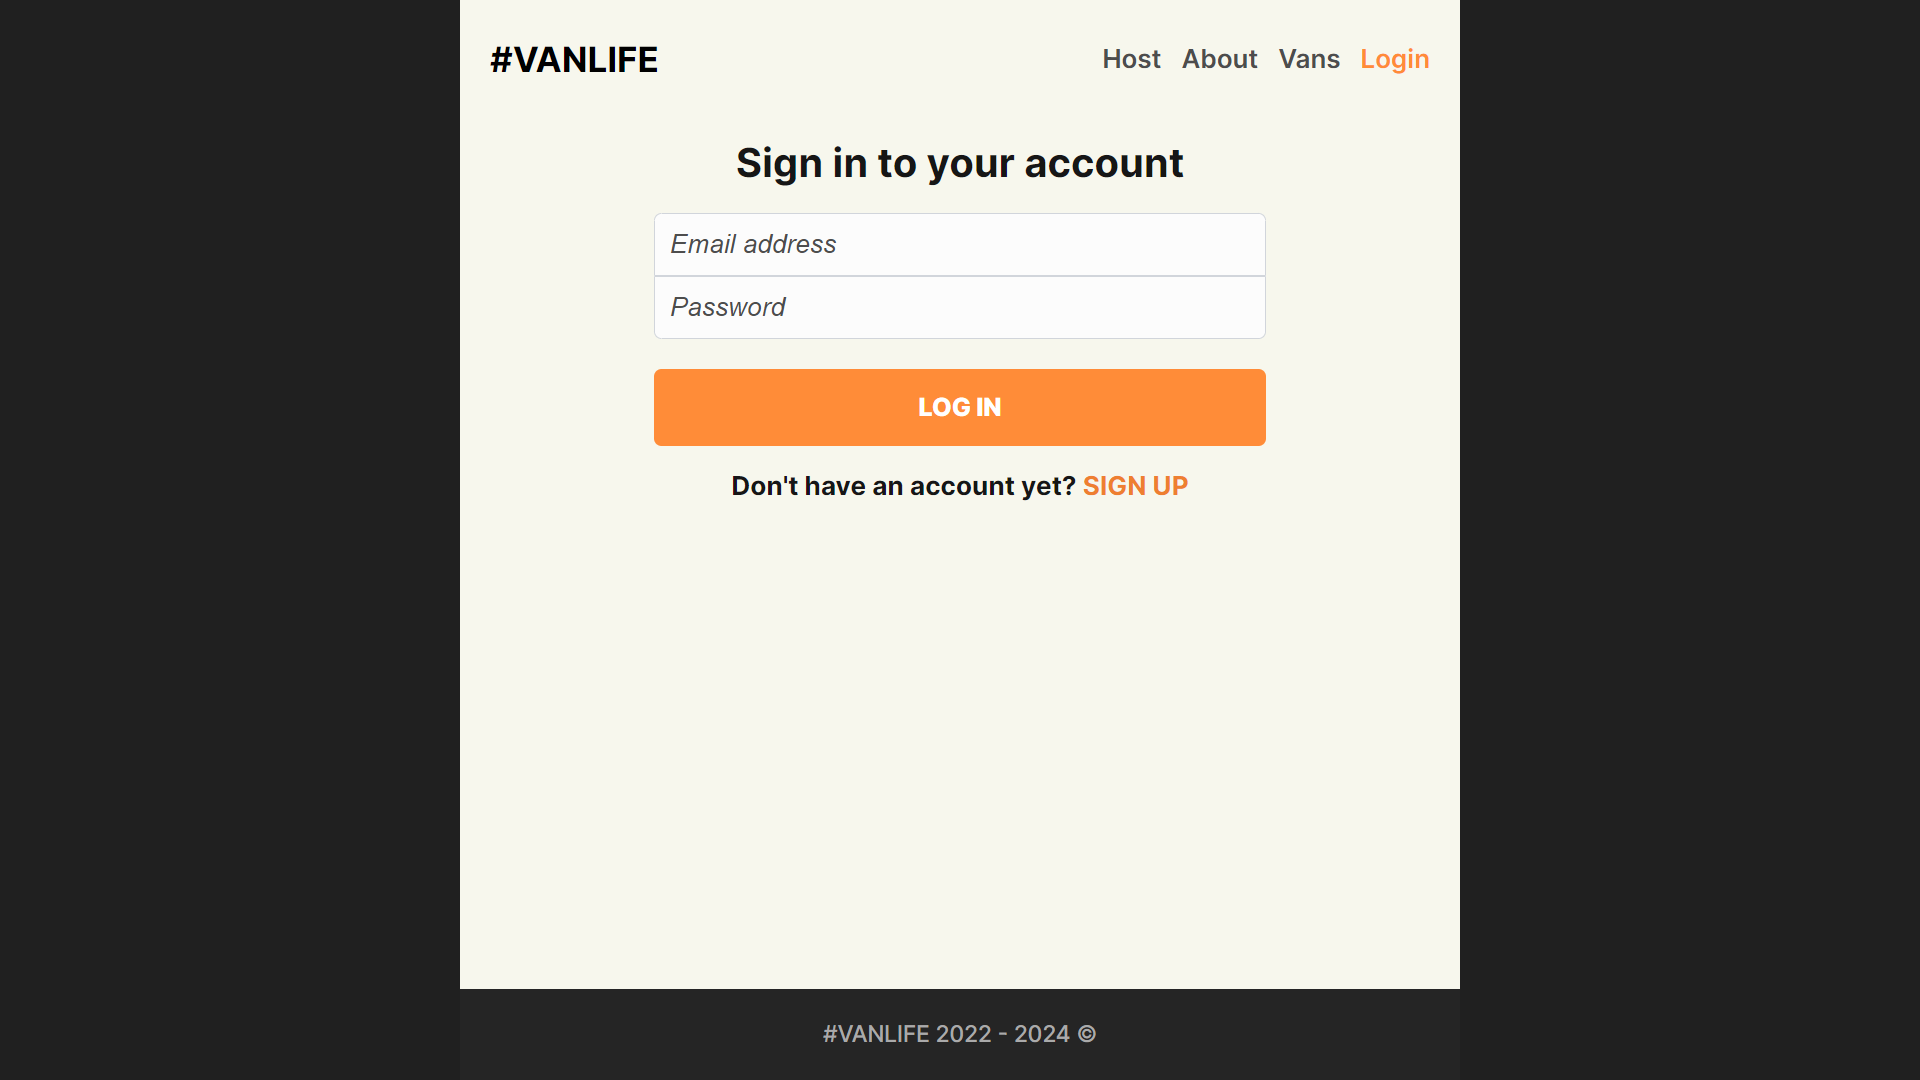 #VANLIFE
Host About Vans Login
Sign in to your account
Email address
Password
LOG IN
Don't have an account yet? SIGN UP
#VANLIFE 2022 - 2024 ©